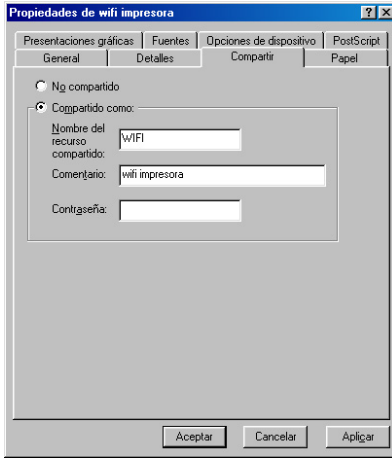 Propiedades de wifi impresora
Presentaciones gráficas Fuentes Opciones de dispositivo PostScript
General Detalles Compartir Papel
No compartido
Compartido como:
Nombre del
recurso
compartido:
WIFI
Comentario: wifi impresora
Contraseña:
Aceptar Cancelar Aplicar